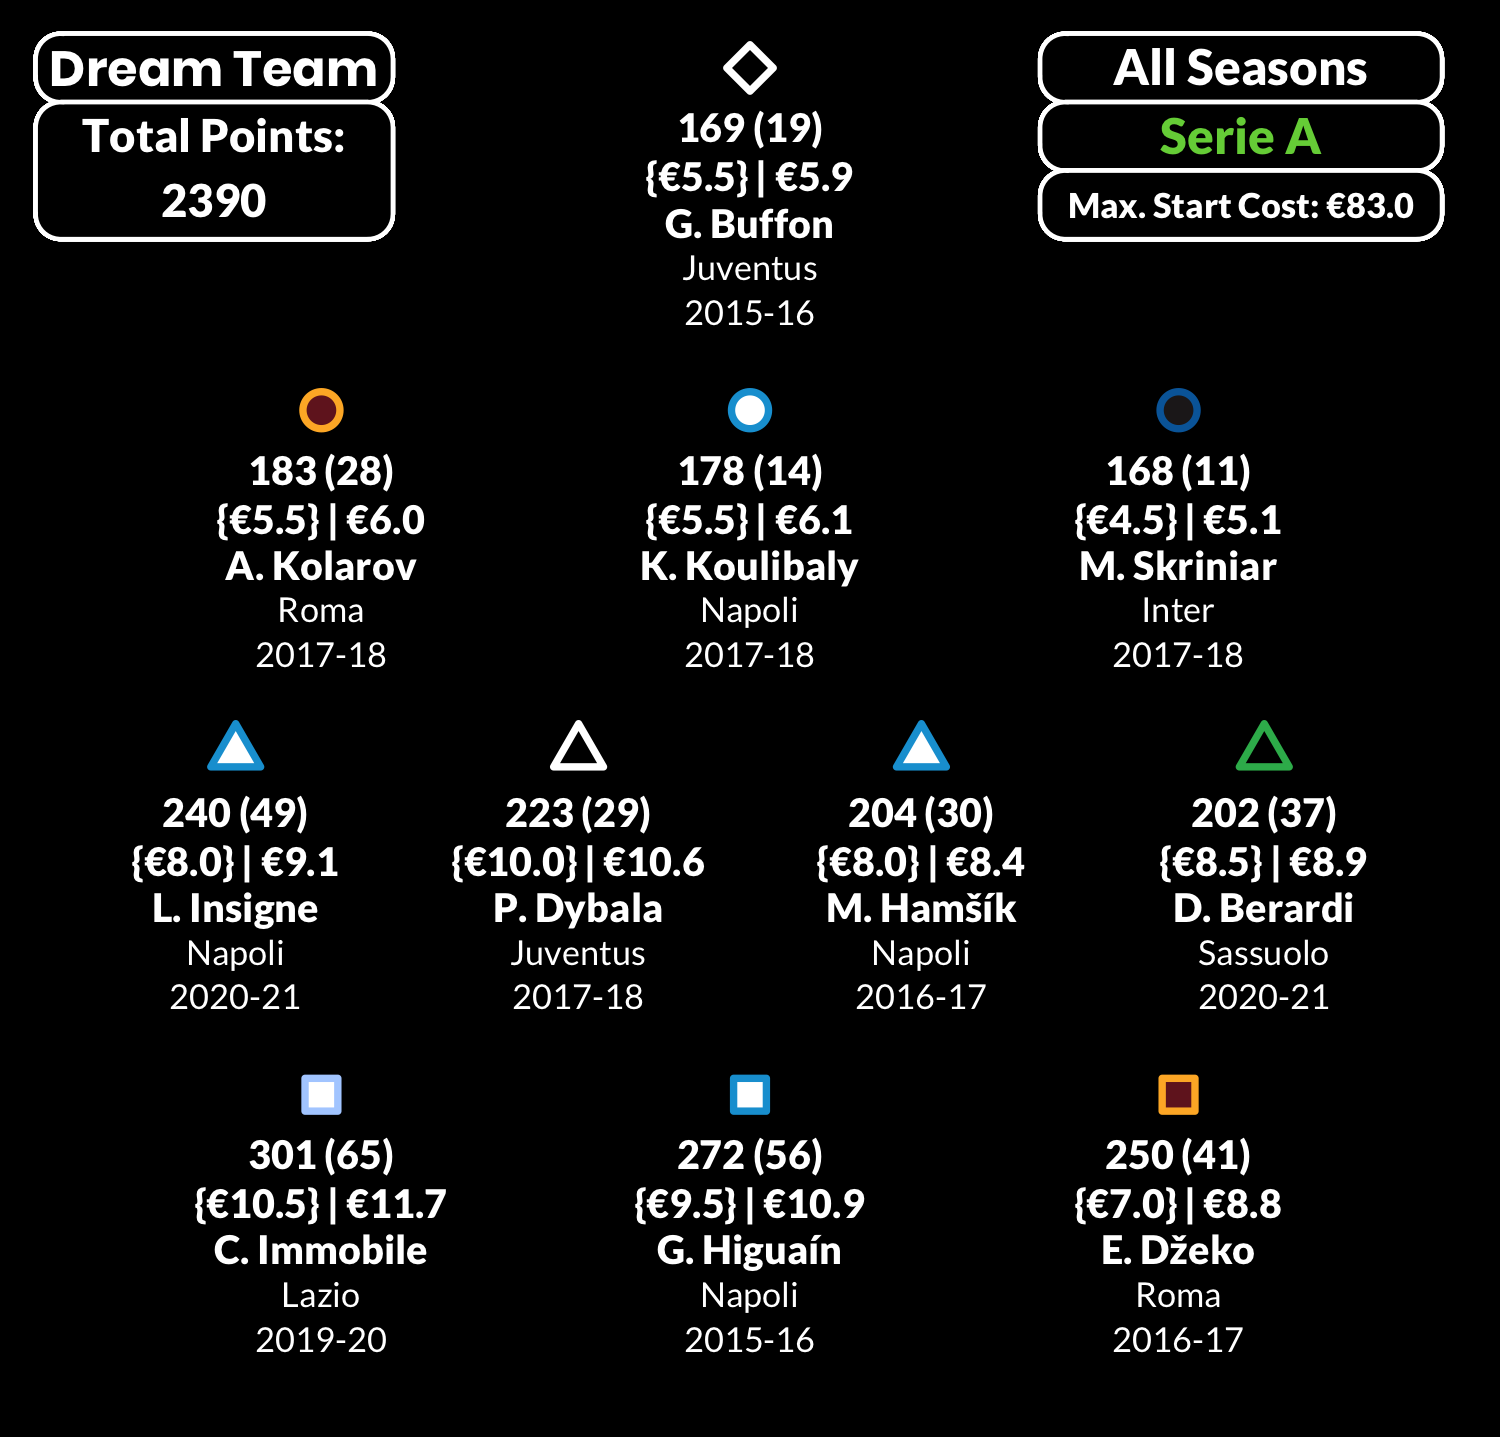 Dream Team
Total Points:
2390
All Seasons
Serie A
Max. Start Cost: €83.0
169 (19)
{€5.5} | €5.9
G. Buffon
Juventus
2015-16
183 (28)
{€5.5} | €6.0
A. Kolarov
Roma
2017-18
178 (14)
{€5.5} | €6.1
K. Koulibaly
Napoli
2017-18
168 (11)
{€4.5} | €5.1
M. Skriniar
Inter
2017-18
240 (49)
{€8.0} | €9.1
L. Insigne
Napoli
2020-21
223 (29)
{€10.0} | €10.6
P. Dybala
Juventus
2017-18
204 (30)
{€8.0} | €8.4
M. Hamšík
Napoli
2016-17
202 (37)
{€8.5} | €8.9
D. Berardi
Sassuolo
2020-21
301 (65)
{€10.5} | €11.7
C. Immobile
Lazio
2019-20
272 (56)
{€9.5} | €10.9
G. Higuaín
Napoli
2015-16
250 (41)
{€7.0} | €8.8
E. Džeko
Roma
2016-17